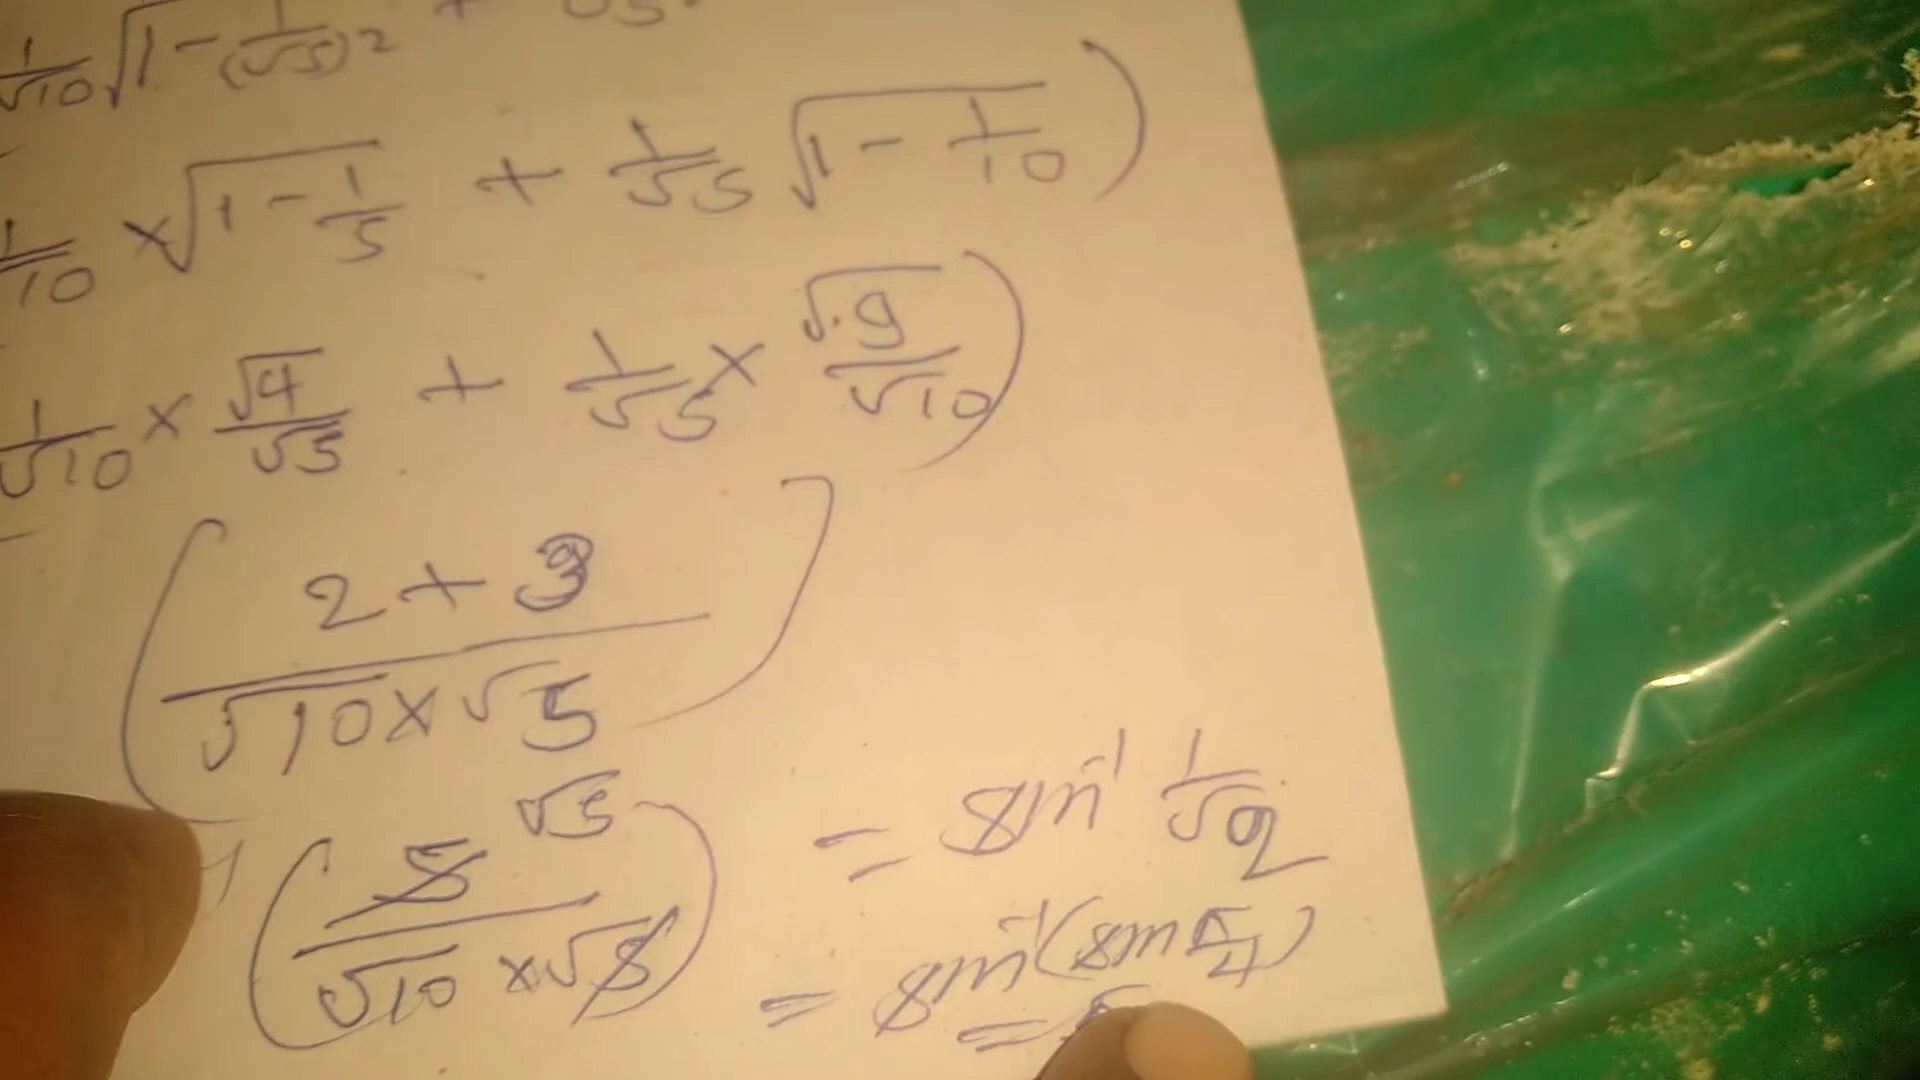 1/√10 √1 - 1/(√5)² +
1/10 × √1 - 1/5 + 1/√5 √1 - 1/10 )
1/√10 × √4/√5 + 1/√5 × √9/√10 )
( 2 + 3 / √10 × √5 )
( 5 √5 / √10 × √5 ) = sin⁻¹ 1/√2
= sin⁻¹ (sin π/4)
=